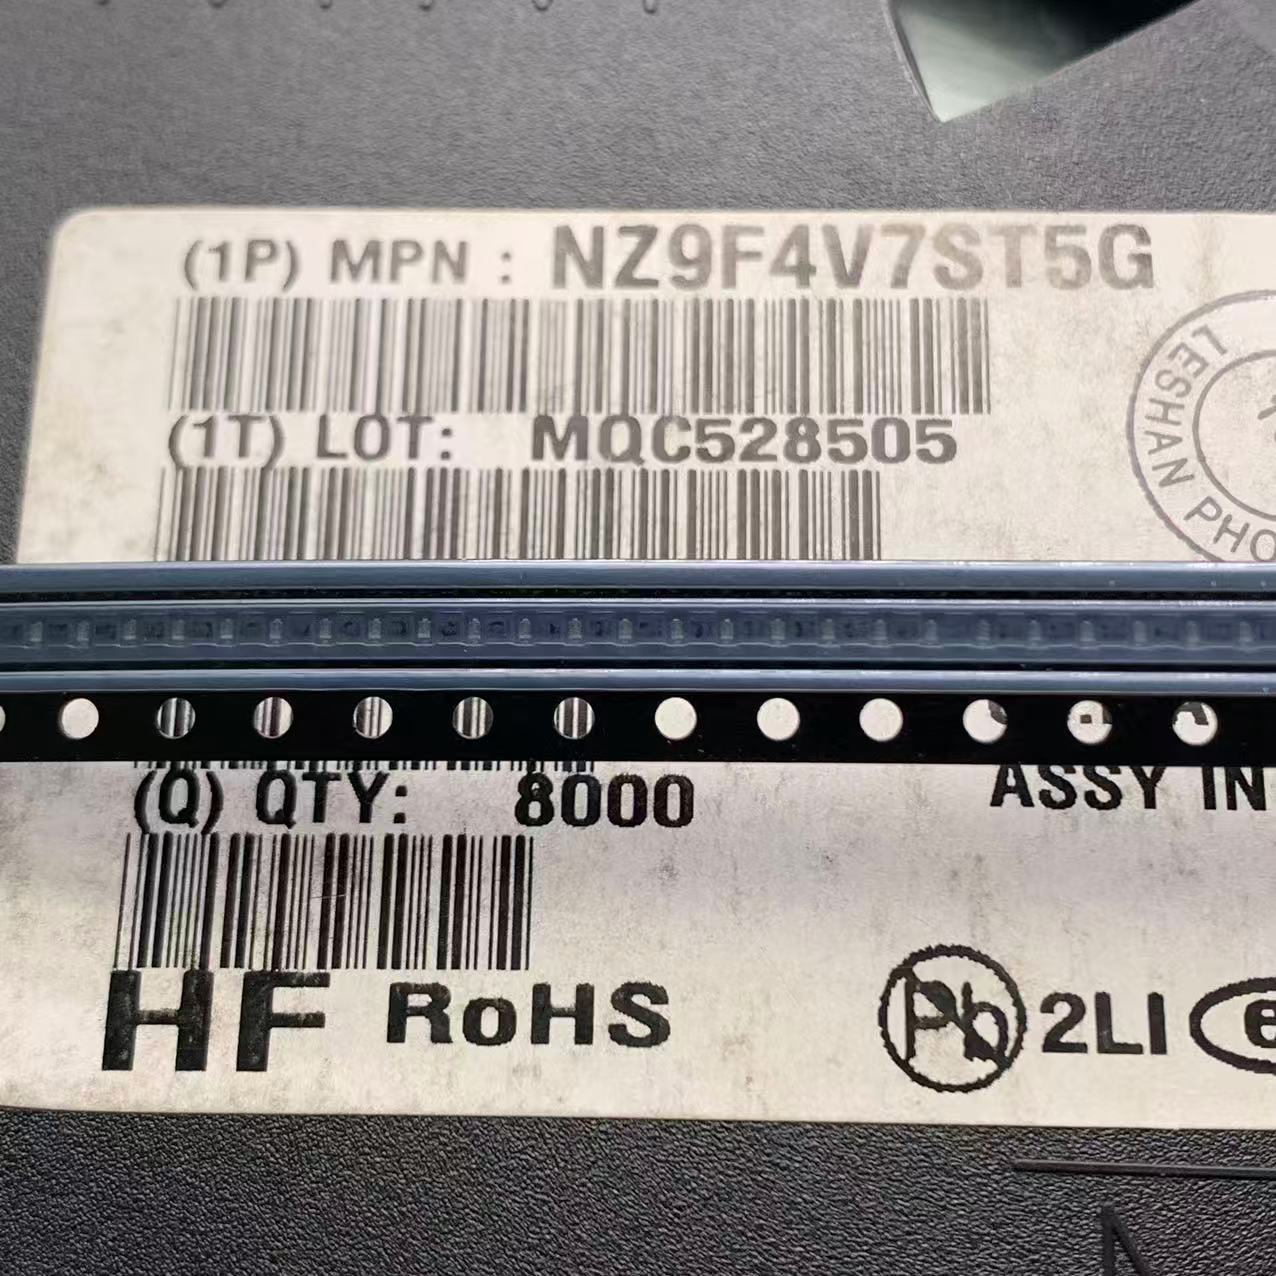 (1P) MPN : NZ9F4V7ST5G
(1T) LOT: MQC528505
LESHAN PHO
(Q) QTY: 8000
ASSY IN
HF RoHS
Pb 2LI e